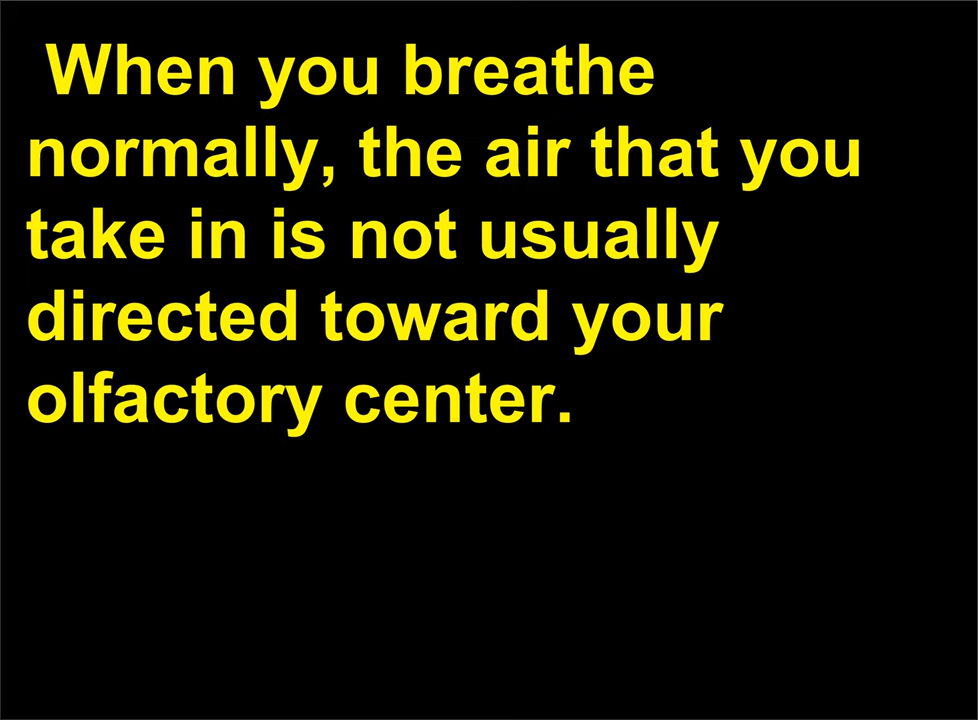 When you breathe
normally, the air that you
take in is not usually
directed toward your
olfactory center.